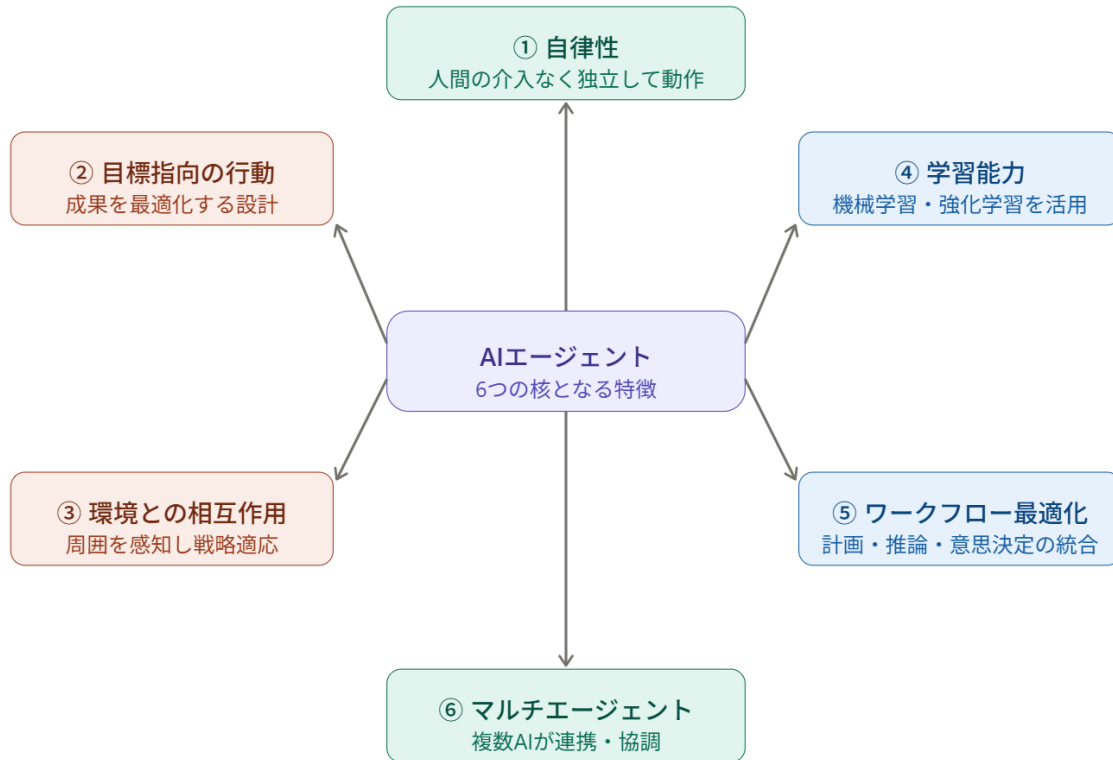 ① 自律性
人間の介入なく独立して動作
② 目標指向の行動
成果を最適化する設計
④ 学習能力
機械学習・強化学習を活用
AIエージェント
6つの核となる特徴
③ 環境との相互作用
周囲を感知し戦略適応
⑤ ワークフロー最適化
計画・推論・意思決定の統合
⑥ マルチエージェント
複数AIが連携・協調